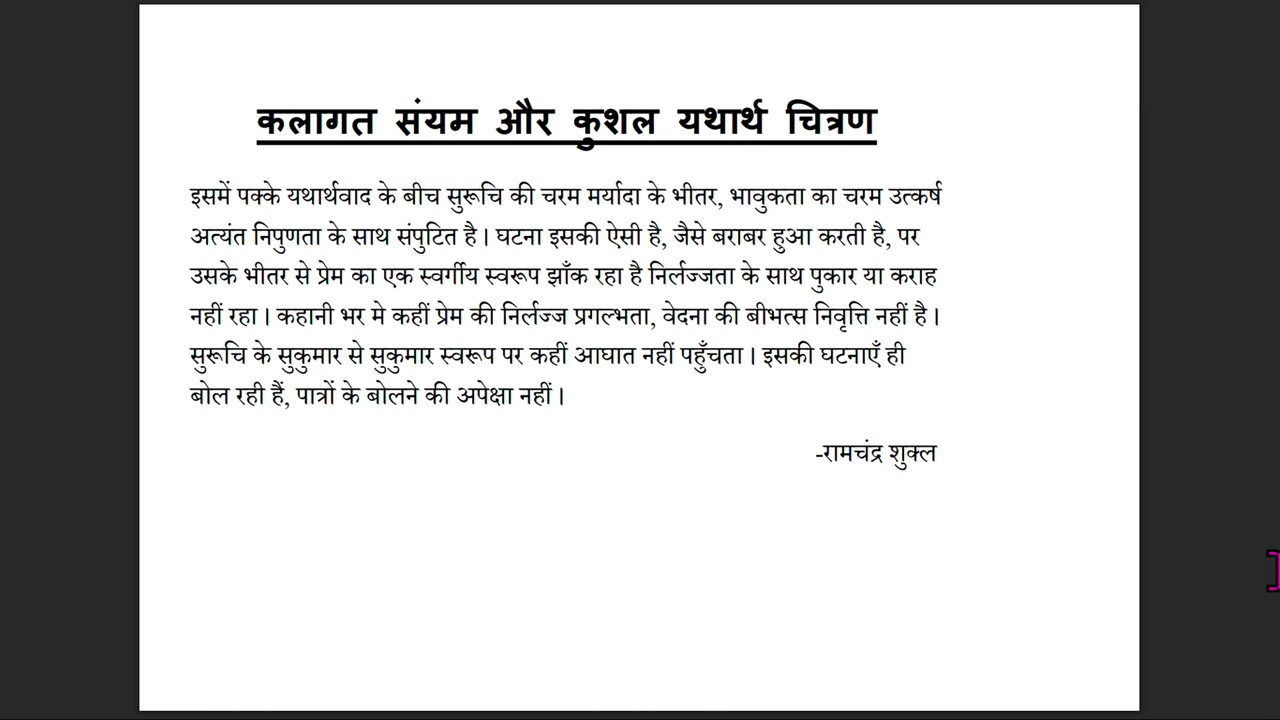 कलागत संयम और कुशल यथार्थ चित्रण
इसमें पक्के यथार्थवाद के बीच सुरूचि की चरम मर्यादा के भीतर, भावुकता का चरम उत्कर्ष
अत्यंत निपुणता के साथ संपुटित है। घटना इसकी ऐसी है, जैसे बराबर हुआ करती है, पर
उसके भीतर से प्रेम का एक स्वर्गीय स्वरूप झाँक रहा है निर्लज्जता के साथ पुकार या कराह
नहीं रहा। कहानी भर मे कहीं प्रेम की निर्लज्ज प्रगल्भता, वेदना की बीभत्स निवृत्ति नहीं है।
सुरूचि के सुकुमार से सुकुमार स्वरूप पर कहीं आघात नहीं पहुँचता। इसकी घटनाएँ ही
बोल रही हैं, पात्रों के बोलने की अपेक्षा नहीं।
-रामचंद्र शुक्ल